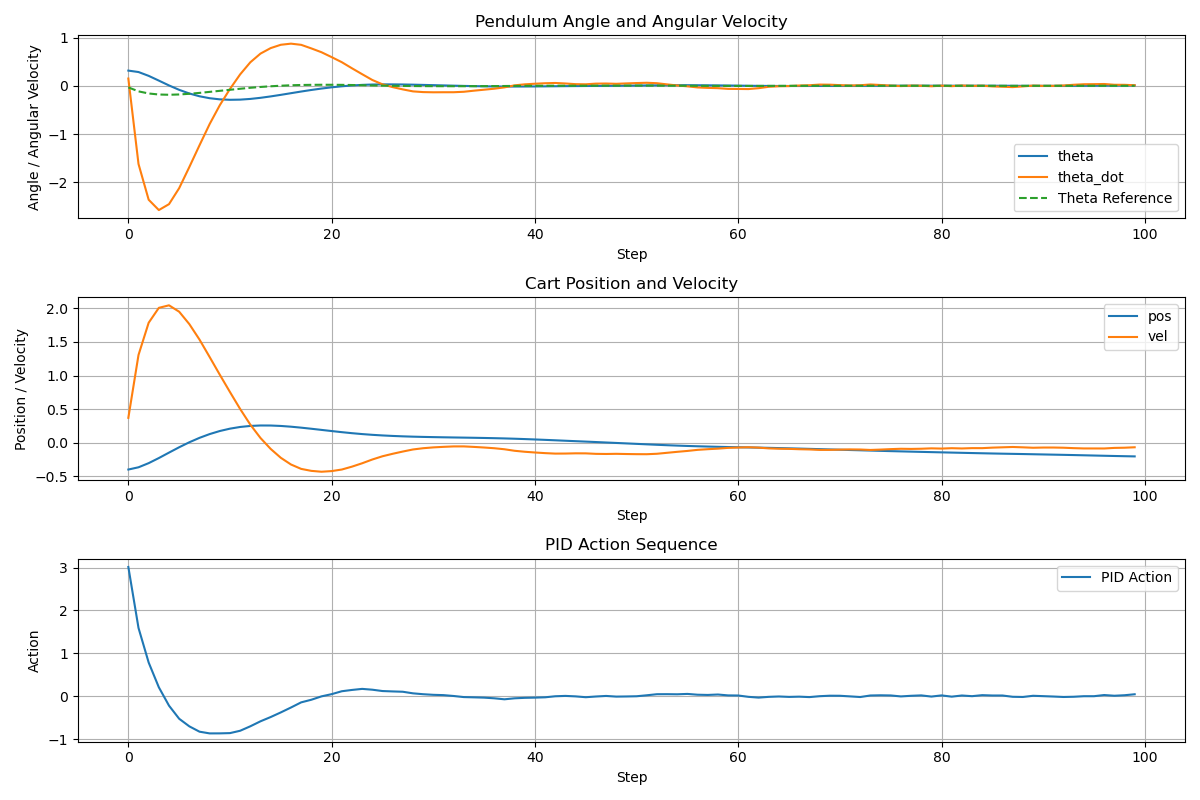 Pendulum Angle and Angular Velocity
Angle / Angular Velocity
1
0
−1
−2
theta
theta_dot
Theta Reference
0 20 40 60 80 100
Step
Cart Position and Velocity
Position / Velocity
2.0
1.5
1.0
0.5
0.0
−0.5
pos
vel
0 20 40 60 80 100
Step
PID Action Sequence
Action
3
2
1
0
−1
PID Action
0 20 40 60 80 100
Step